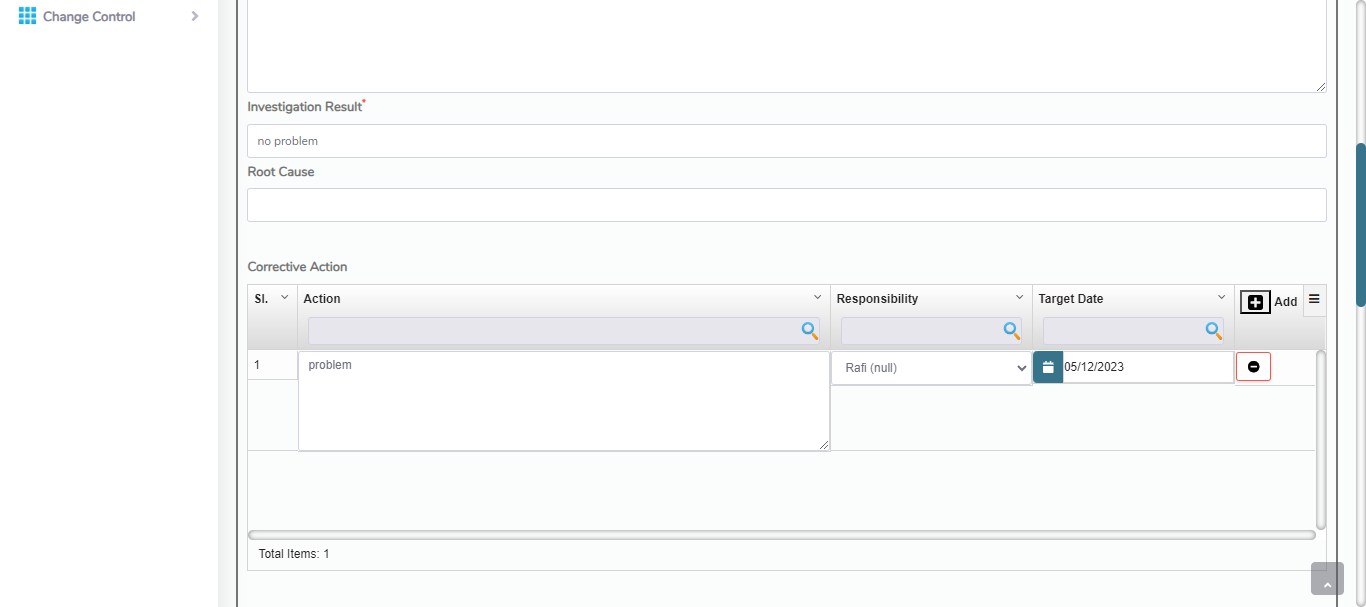 Change Control
Investigation Result*
no problem
Root Cause
Corrective Action
Sl. Action Responsibility Target Date Add
1 problem Rafi (null) 05/12/2023
Total Items: 1